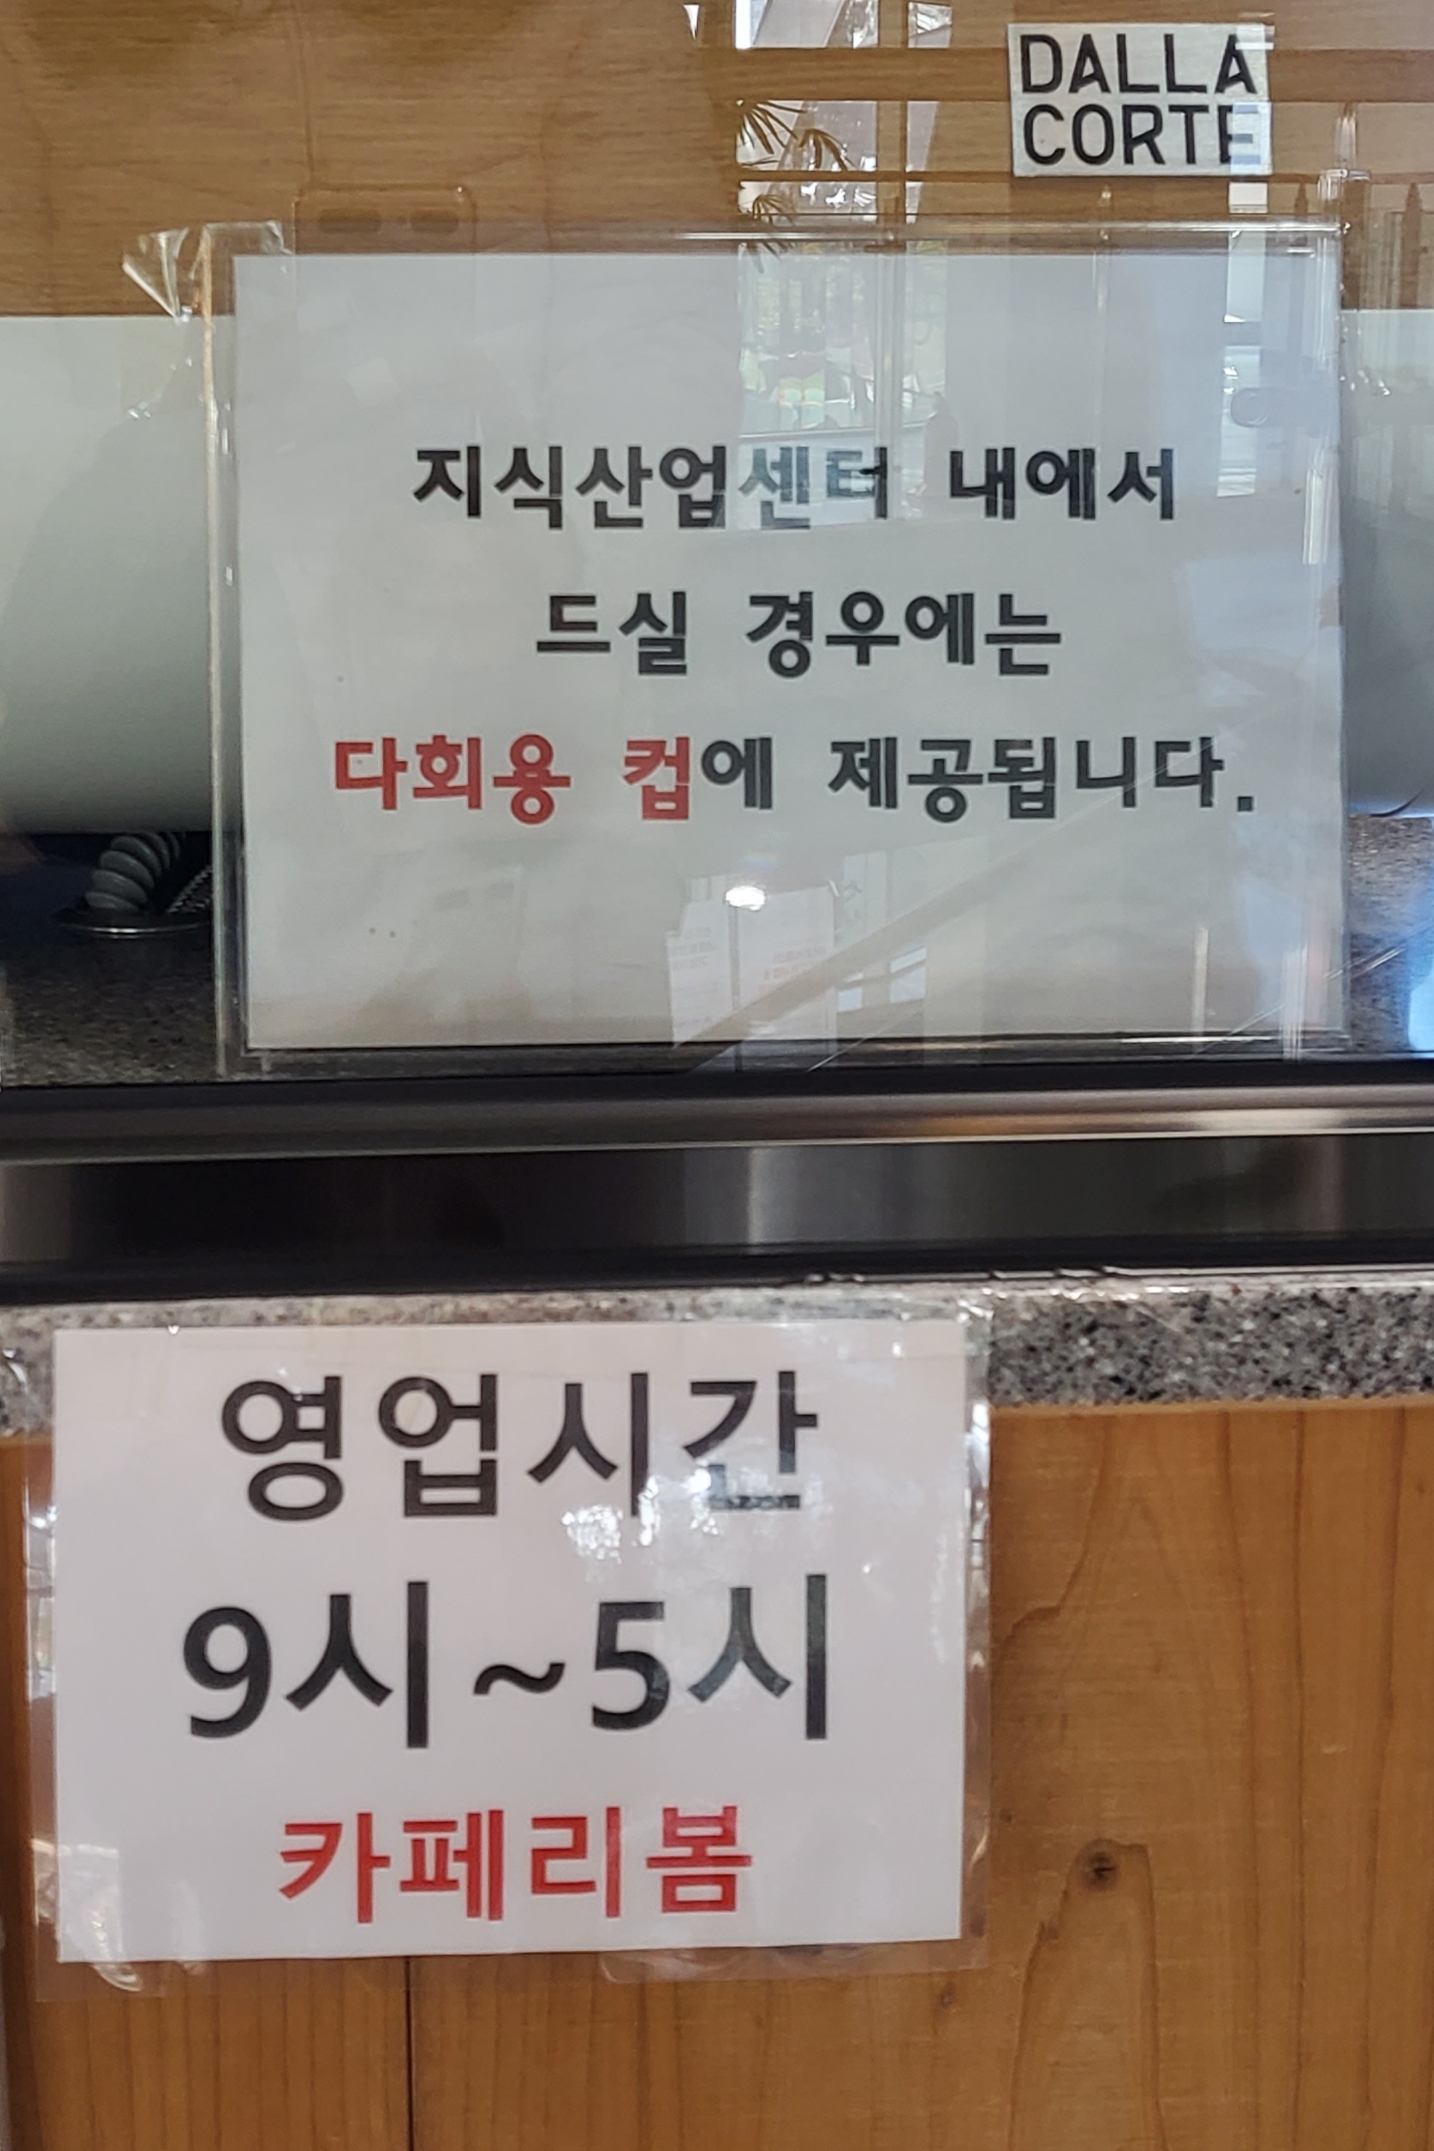 DALLA
CORTE
지식산업센터 내에서
드실 경우에는
다회용 컵에 제공됩니다.
영업시간
9시~5시
카페리봄